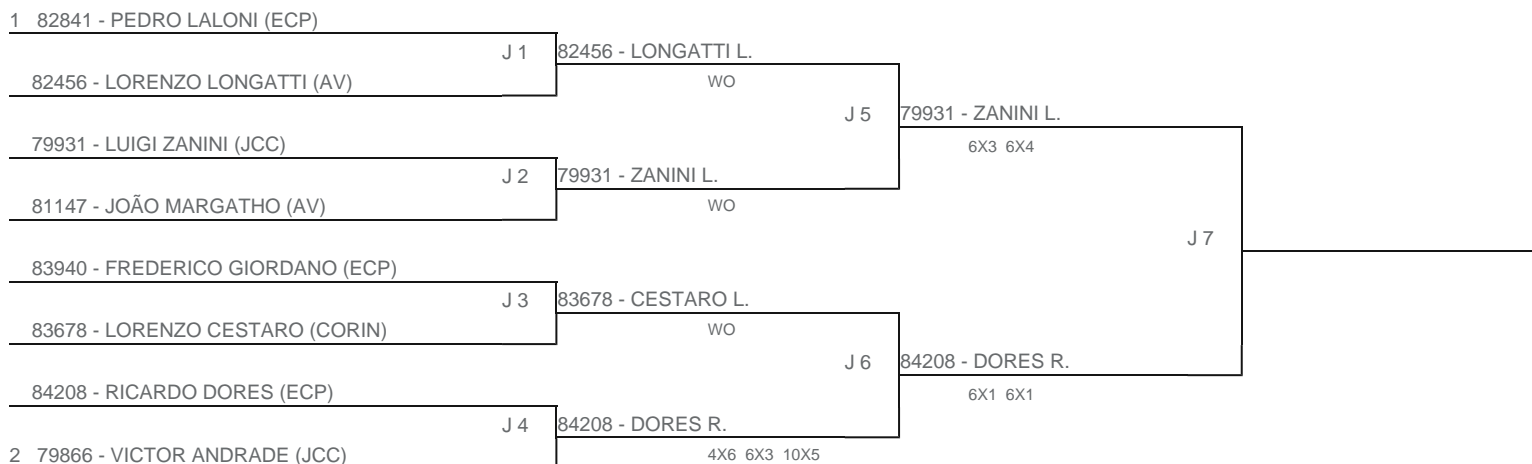 1 82841 - PEDRO LALONI (ECP)
J 1
82456 - LONGATTI L.
82456 - LORENZO LONGATTI (AV)
WO
J 5
79931 - ZANINI L.
79931 - LUIGI ZANINI (JCC)
6X3 6X4
J 2
79931 - ZANINI L.
81147 - JOÃO MARGATHO (AV)
WO
J 7
83940 - FREDERICO GIORDANO (ECP)
J 3
83678 - CESTARO L.
83678 - LORENZO CESTARO (CORIN)
WO
J 6
84208 - DORES R.
84208 - RICARDO DORES (ECP)
6X1 6X1
J 4
84208 - DORES R.
2 79866 - VICTOR ANDRADE (JCC)
4X6 6X3 10X5